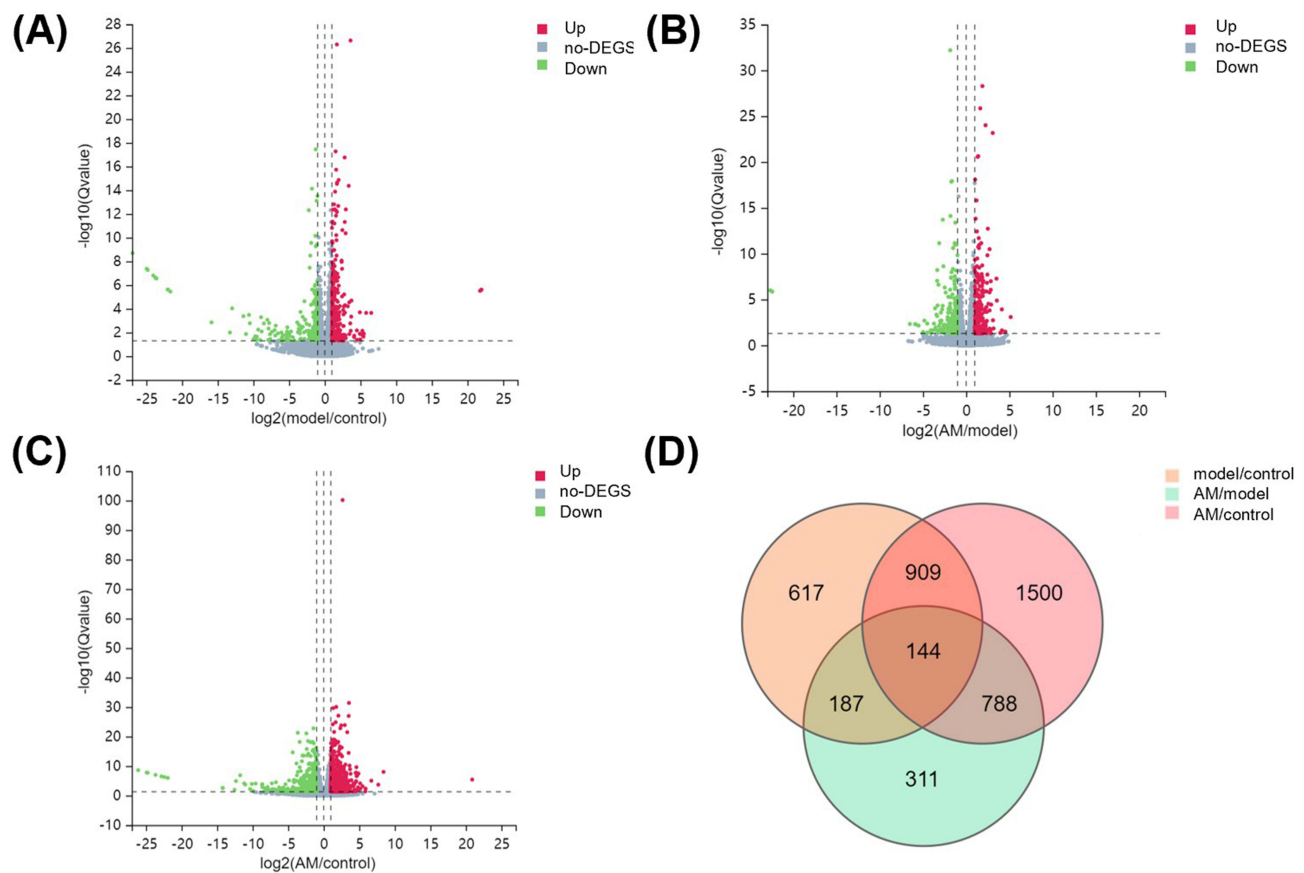 (A)
28
26
24
22
20
18
16
14
12
10
8
6
4
2
0
-2
-log10(Qvalue)
-25 -20 -15 -10 -5 0 5 10 15 20 25
log2(model/control)
Up
no-DEGS
Down
(B)
35
30
25
20
15
10
5
0
-5
-log10(Qvalue)
-20 -15 -10 -5 0 5 10 15 20
log2(AM/model)
Up
no-DEGS
Down
(C)
110
100
90
80
70
60
50
40
30
20
10
0
-10
-log10(Qvalue)
-25 -20 -15 -10 -5 0 5 10 15 20 25
log2(AM/control)
Up
no-DEGS
Down
(D)
model/control
AM/model
AM/control
617
909
1500
144
187
788
311